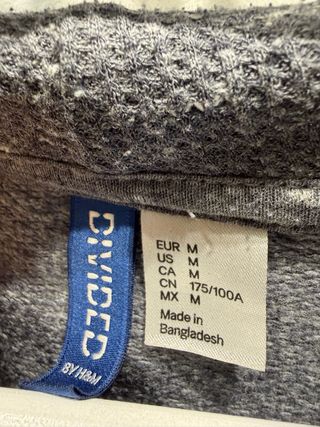 DIVIDED
BY H&M
EUR M
US M
CA M
CN 175/100A
MX M
Made in
Bangladesh